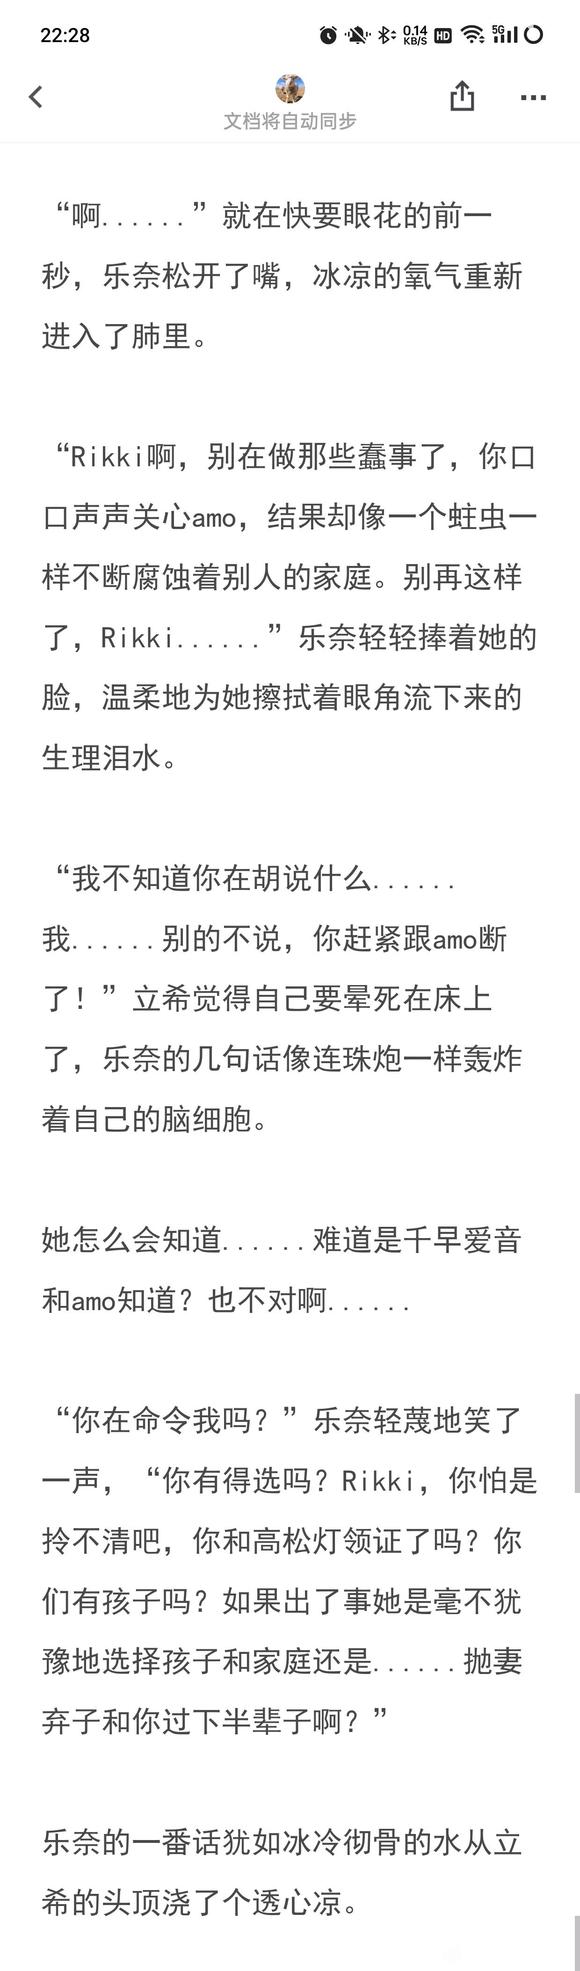 22:28
0.14
KB/S
HD
5G
文档将自动同步
“啊......”就在快要眼花的前一
秒，乐奈松开了嘴，冰凉的氧气重新
进入了肺里。
“Rikki啊，别在做那些蠢事了，你口
口声声关心amo，结果却像一个蛀虫一
样不断腐蚀着别人的家庭。别再这样
了，Rikki......”乐奈轻轻捧着她的
脸，温柔地为她擦拭着眼角流下来的
生理泪水。
“我不知道你在胡说什么......
我......别的不说，你赶紧跟amo断
了！”立希觉得自己要晕死在床上
了，乐奈的几句话像连珠炮一样轰炸
着自己的脑细胞。
她怎么会知道......难道是千早爱音
和amo知道？也不对啊......
“你在命令我吗？”乐奈轻蔑地笑了
一声，“你有得选吗？Rikki，你怕是
拎不清吧，你和高松灯领证了吗？你
们有孩子吗？如果出了事她是毫不犹
豫地选择孩子和家庭还是......抛妻
弃子和你过下半辈子啊？”
乐奈的一番话犹如冰冷彻骨的水从立
希的头顶浇了个透心凉。